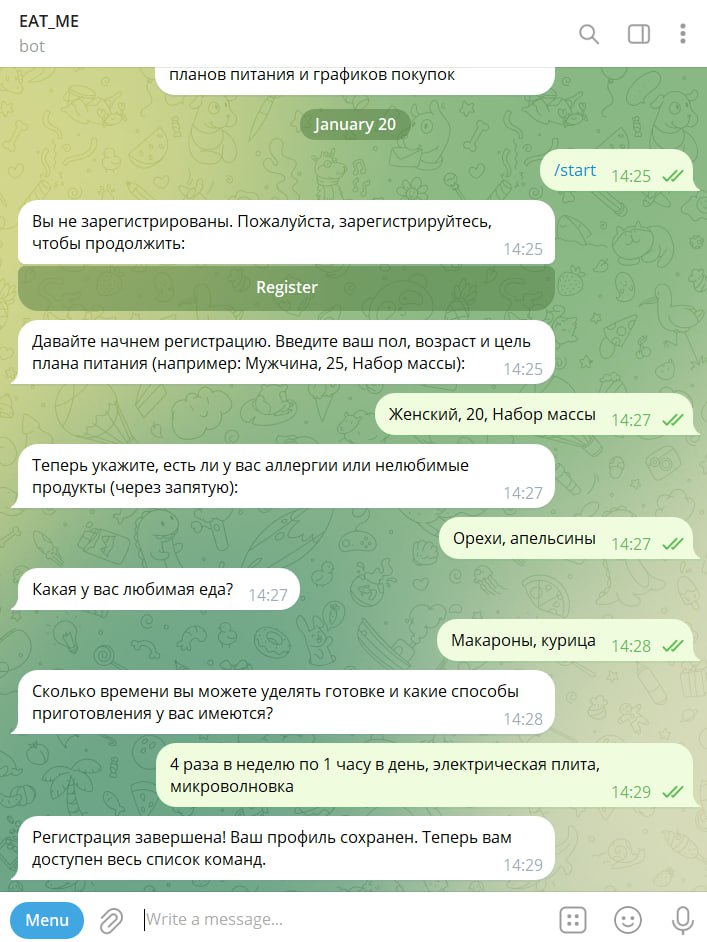 EAT_ME
bot
планов питания и графиков покупок
January 20
/start 14:25
Вы не зарегистрированы. Пожалуйста, зарегистрируйтесь,
чтобы продолжить: 14:25
Register
Давайте начнем регистрацию. Введите ваш пол, возраст и цель
плана питания (например: Мужчина, 25, Набор массы): 14:25
Женский, 20, Набор массы 14:27
Теперь укажите, есть ли у вас аллергии или нелюбимые
продукты (через запятую): 14:27
Орехи, апельсины 14:27
Какая у вас любимая еда? 14:27
Макароны, курица 14:28
Сколько времени вы можете уделять готовке и какие способы
приготовления у вас имеются? 14:28
4 раза в неделю по 1 часу в день, электрическая плита,
микроволновка 14:29
Регистрация завершена! Ваш профиль сохранен. Теперь вам
доступен весь список команд. 14:29
Menu
Write a message...